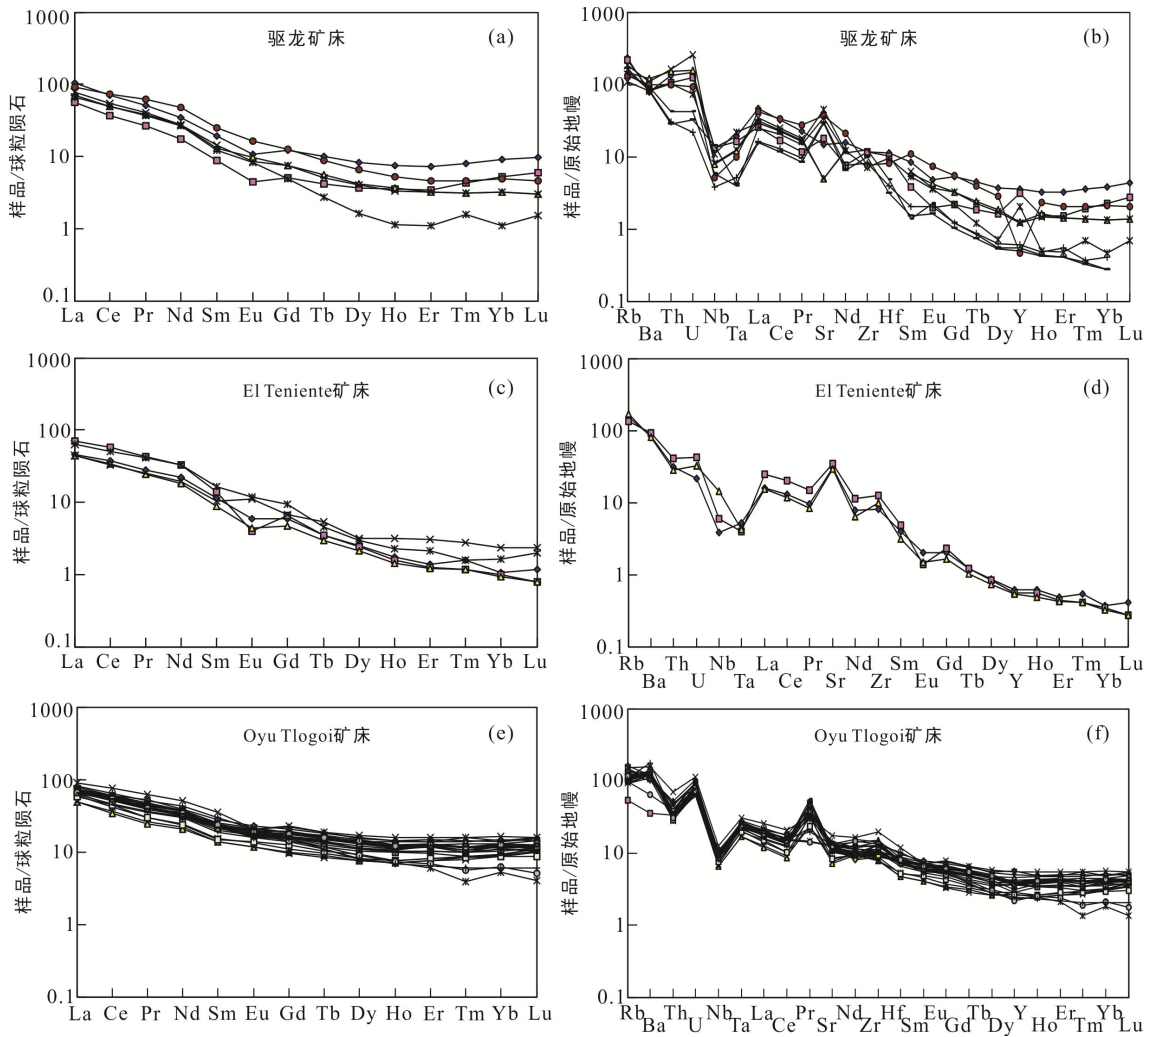 1000
100
10
1
0.1
样品/球粒陨石
驱龙矿床
(a)
La Ce Pr Nd Sm Eu Gd Tb Dy Ho Er Tm Yb Lu
1000
100
10
1
0.1
样品/原始地幔
驱龙矿床
(b)
Rb Th Nb La Pr Nd Hf Eu Tb Y Er Yb
Ba U Ta Ce Sr Zr Sm Gd Dy Ho Tm Lu
1000
100
10
1
0.1
样品/球粒陨石
El Teniente矿床
(c)
La Ce Pr Nd Sm Eu Gd Tb Dy Ho Er Tm Yb Lu
1000
100
10
1
0.1
样品/原始地幔
El Teniente矿床
(d)
Rb Th Nb La Pr Nd Sm Gd Dy Ho Tm Lu
Ba U Ta Ce Sr Zr Eu Tb Y Er Yb
1000
100
10
1
0.1
样品/球粒陨石
Oyu Tlogoi矿床
(e)
La Ce Pr Nd Sm Eu Gd Tb Dy Ho Er Tm Yb Lu
1000
100
10
1
0.1
样品/原始地幔
Oyu Tlogoi矿床
(f)
Rb Th Nb La Pr Nd Hf Eu Tb Y Er Yb
Ba U Ta Ce Sr Zr Sm Gd Dy Ho Tm Lu